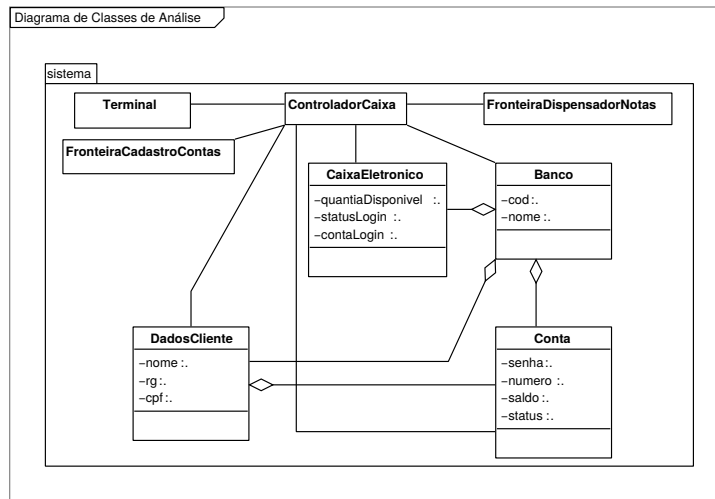 Diagrama de Classes de Análise
sistema
Terminal
ControladorCaixa
FronteiraDispensadorNotas
FronteiraCadastroContas
CaixaEletronico
−quantiaDisponivel :.
−statusLogin :.
−contaLogin :.
Banco
−cod:.
−nome:.
DadosCliente
−nome:.
−rg:.
−cpf:.
Conta
−senha:.
−numero :.
−saldo:.
−status :.